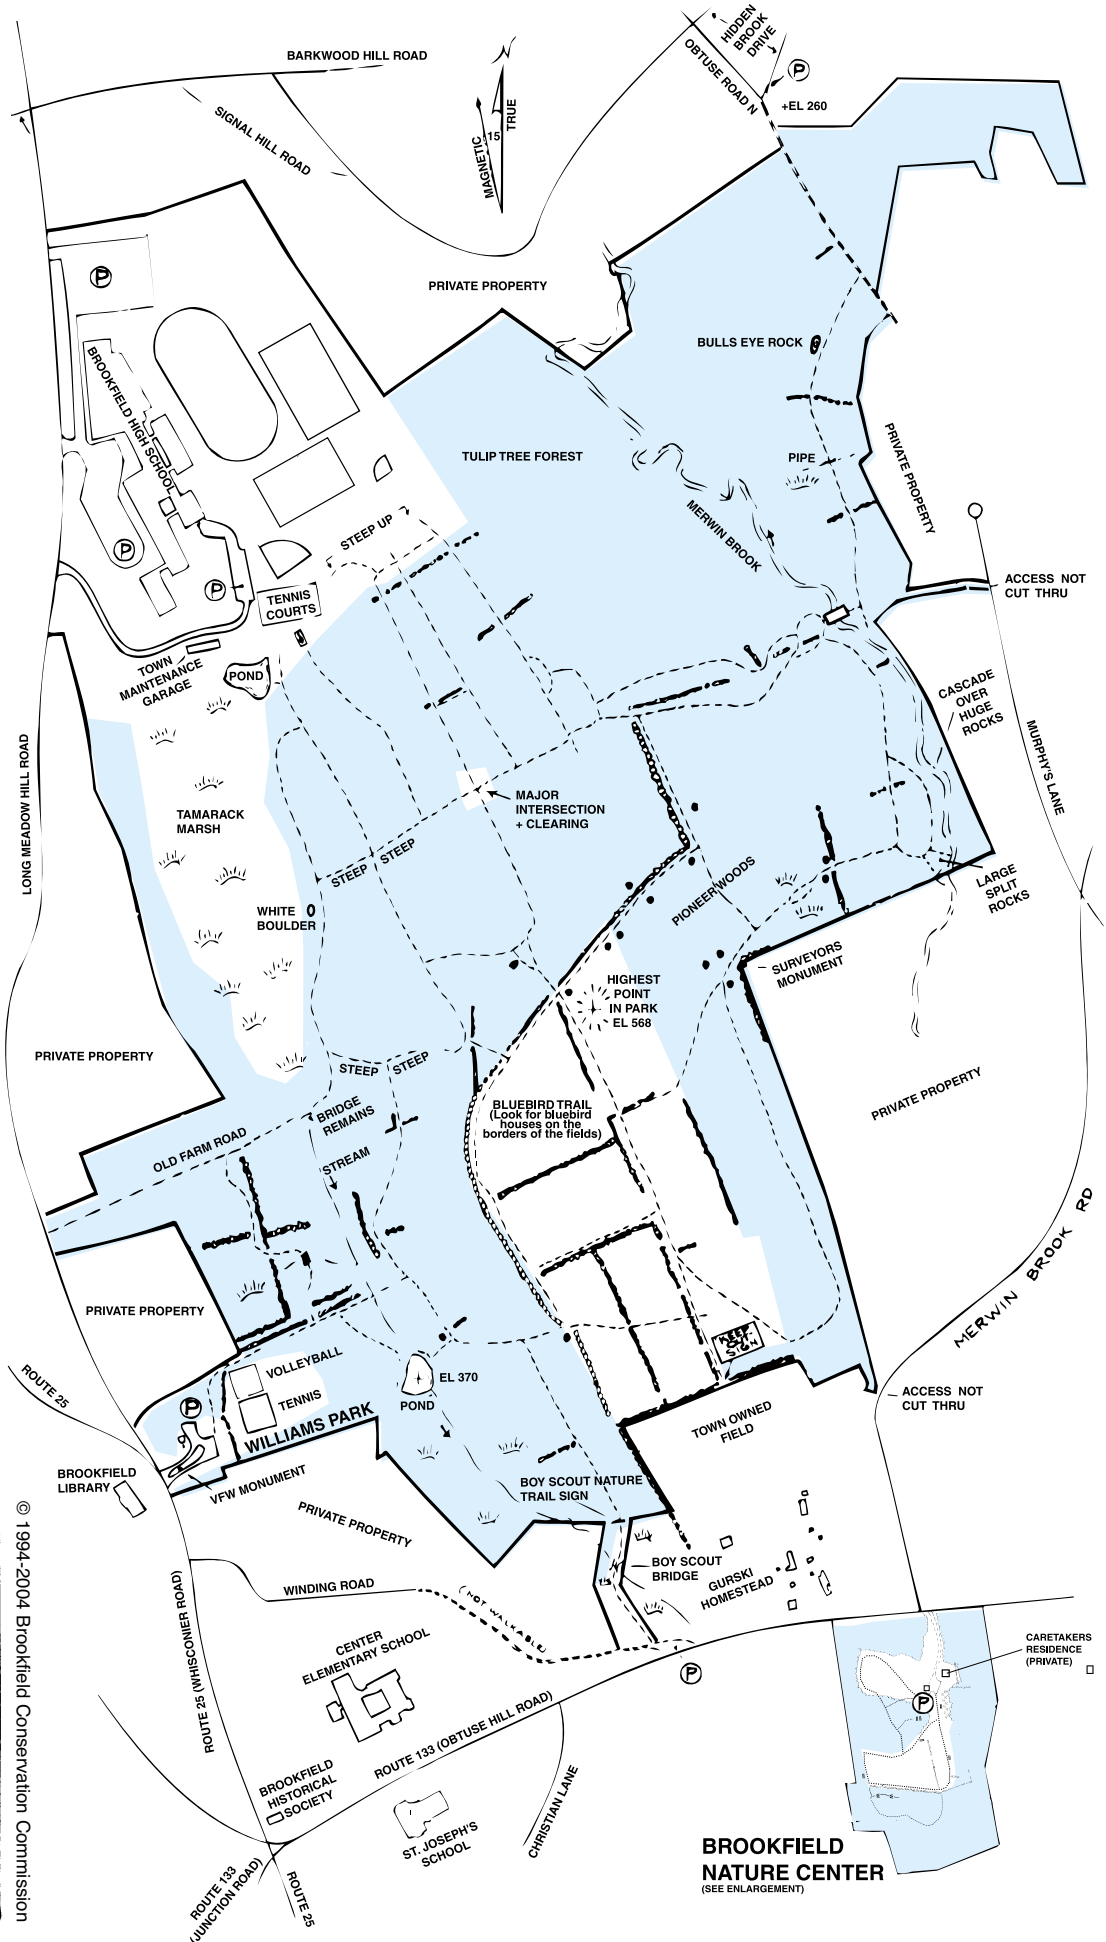 HIDDEN
BROOK
DRIVE
BARKWOOD HILL ROAD
OBTUSE ROAD N
P
+EL 260
N
SIGNAL HILL ROAD
MAGNETIC
15
TRUE
P
PRIVATE PROPERTY
BULLS EYE ROCK
BROOKFIELD HIGH SCHOOL
TULIP TREE FOREST
PIPE
PRIVATE PROPERTY
STEEP UP
MERWIN BROOK
P
P
TENNIS
COURTS
ACCESS NOT
CUT THRU
TOWN
MAINTENANCE
GARAGE
POND
CASCADE
OVER
HUGE
ROCKS
LONG MEADOW HILL ROAD
MURPHY'S LANE
MAJOR
INTERSECTION
+ CLEARING
TAMARACK
MARSH
STEEP
STEEP
PIONEER WOODS
LARGE
SPLIT
ROCKS
WHITE
BOULDER
SURVEYORS
MONUMENT
HIGHEST
POINT
IN PARK
EL 568
PRIVATE PROPERTY
STEEP
STEEP
PRIVATE PROPERTY
BRIDGE
REMAINS
BLUEBIRD TRAIL
(Look for bluebird
houses on the
borders of the fields)
OLD FARM ROAD
STREAM
MERWIN BROOK RD
PRIVATE PROPERTY
KEEP
OUT
SIGN
VOLLEYBALL
ROUTE 25
TENNIS
EL 370
POND
ACCESS NOT
CUT THRU
P
WILLIAMS PARK
TOWN OWNED
FIELD
BROOKFIELD
LIBRARY
VFW MONUMENT
BOY SCOUT NATURE
TRAIL SIGN
PRIVATE PROPERTY
BOY SCOUT
BRIDGE
GURSKI
HOMESTEAD
WINDING ROAD
ROUTE 25 (WHISCONIER ROAD)
CENTER
ELEMENTARY SCHOOL
P
CARETAKERS
RESIDENCE
(PRIVATE)
P
ROUTE 133 (OBTUSE HILL ROAD)
BROOKFIELD
HISTORICAL
SOCIETY
ST. JOSEPH'S
SCHOOL
CHRISTIAN LANE
BROOKFIELD
NATURE CENTER
(SEE ENLARGEMENT)
ROUTE 133
(JUNCTION ROAD)
ROUTE 25
© 1994-2004 Brookfield Conservation Commission